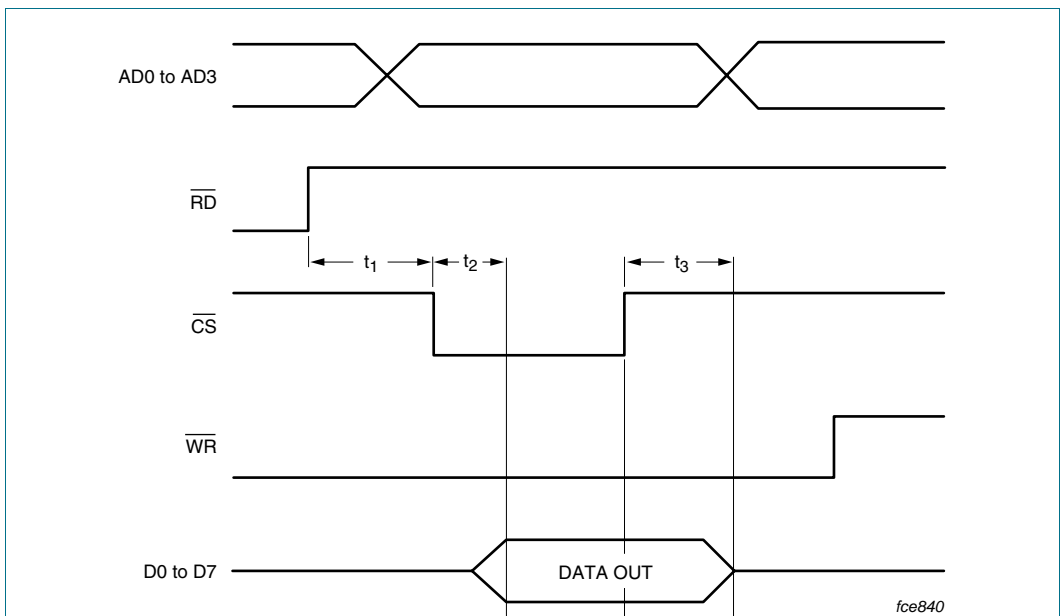 AD0 to AD3
RD
t1
t2
t3
CS
WR
D0 to D7
DATA OUT
fce840